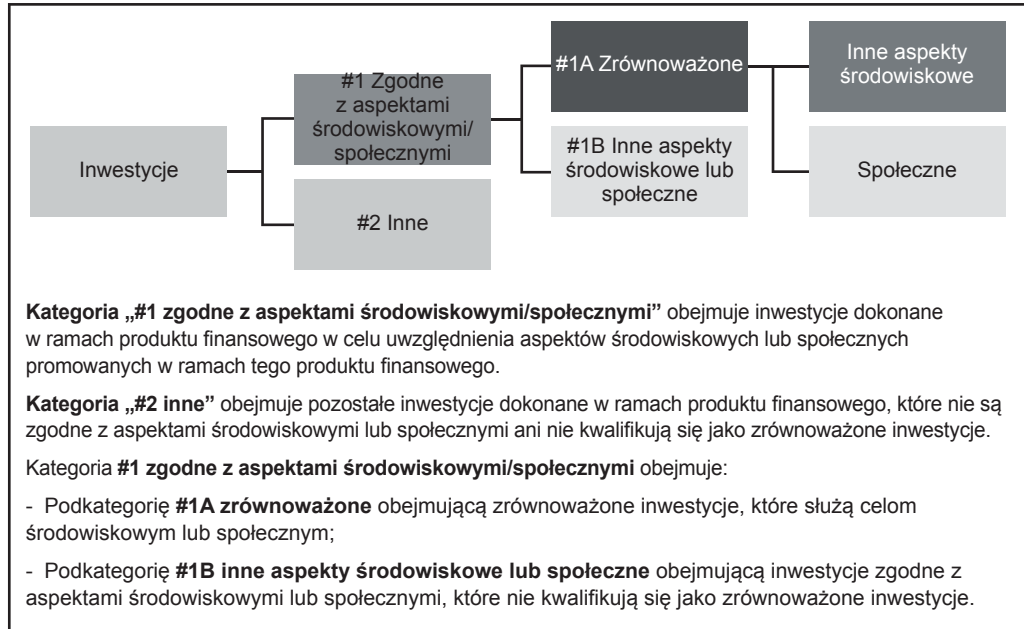 Inwestycje
#1 Zgodne
z aspektami
środowiskowymi/
społecznymi
#2 Inne
#1A Zrównoważone
#1B Inne aspekty
środowiskowe lub
społeczne
Inne aspekty
środowiskowe
Społeczne
Kategoria „#1 zgodne z aspektami środowiskowymi/społecznymi” obejmuje inwestycje dokonane
w ramach produktu finansowego w celu uwzględnienia aspektów środowiskowych lub społecznych
promowanych w ramach tego produktu finansowego.
Kategoria „#2 inne” obejmuje pozostałe inwestycje dokonane w ramach produktu finansowego, które nie są
zgodne z aspektami środowiskowymi lub społecznymi ani nie kwalifikują się jako zrównoważone inwestycje.
Kategoria #1 zgodne z aspektami środowiskowymi/społecznymi obejmuje:
- Podkategorię #1A zrównoważone obejmującą zrównoważone inwestycje, które służą celom
środowiskowym lub społecznym;
- Podkategorię #1B inne aspekty środowiskowe lub społeczne obejmującą inwestycje zgodne z
aspektami środowiskowymi lub społecznymi, które nie kwalifikują się jako zrównoważone inwestycje.